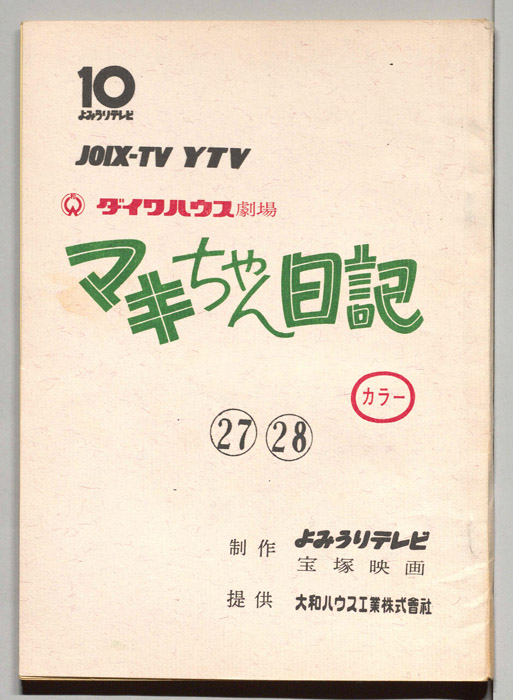 10
よみうりテレビ
JOIX-TV YTV
ダイワハウス劇場
マキちゃん日記
カラー
27 28
制作 よみうりテレビ
宝塚映画
提供 大和ハウス工業株式會社